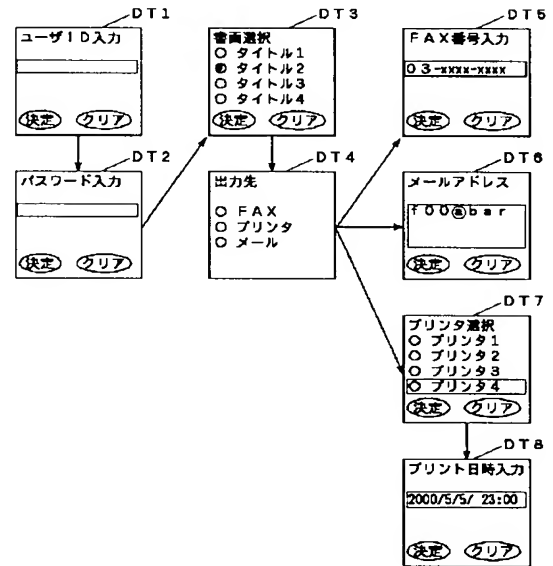 DT1
ユーザID入力
決定 クリア
DT2
パスワード入力
決定 クリア
DT3
書画選択
タイトル1
タイトル2
タイトル3
タイトル4
決定 クリア
DT4
出力先
FAX
プリンタ
メール
DT5
FAX番号入力
03-xxxx-xxxx
決定 クリア
DT6
メールアドレス
f00@bar
決定 クリア
DT7
プリンタ選択
プリンタ1
プリンタ2
プリンタ3
プリンタ4
決定 クリア
DT8
プリント日時入力
2000/5/5/ 23:00
決定 クリア